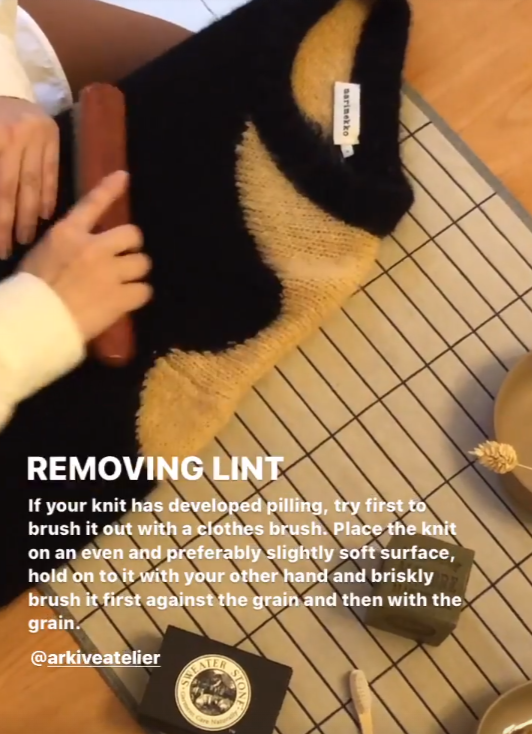 marimekko
REMOVING LINT
If your knit has developed pilling, try first to
brush it out with a clothes brush. Place the knit
on an even and preferably slightly soft surface,
hold on to it with your other hand and briskly
brush it first against the grain and then with the
grain.
@arkiveatelier
SWEATER STONE